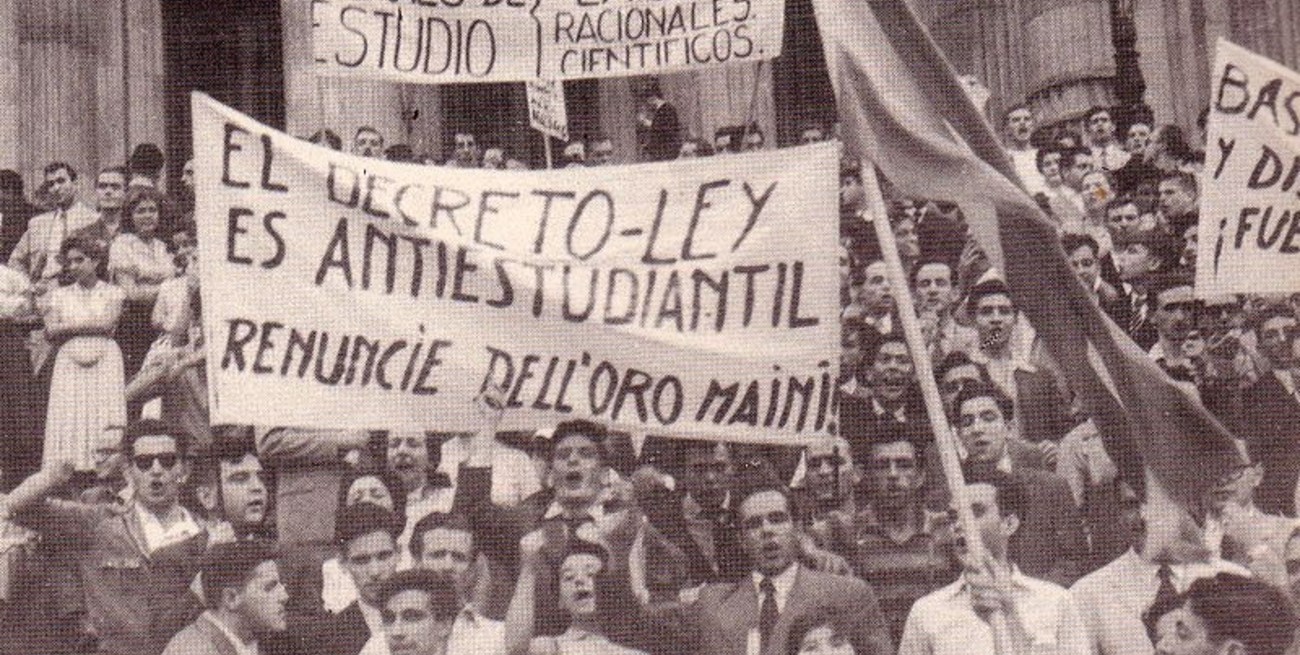 ESTUDIO
RACIONALES.
CIENTIFICOS.
EL DECRETO-LEY
ES ANTIESTUDIANTIL
RENUNCIE DELL'ORO MAINI!
BAS
Y DI
¡FUE